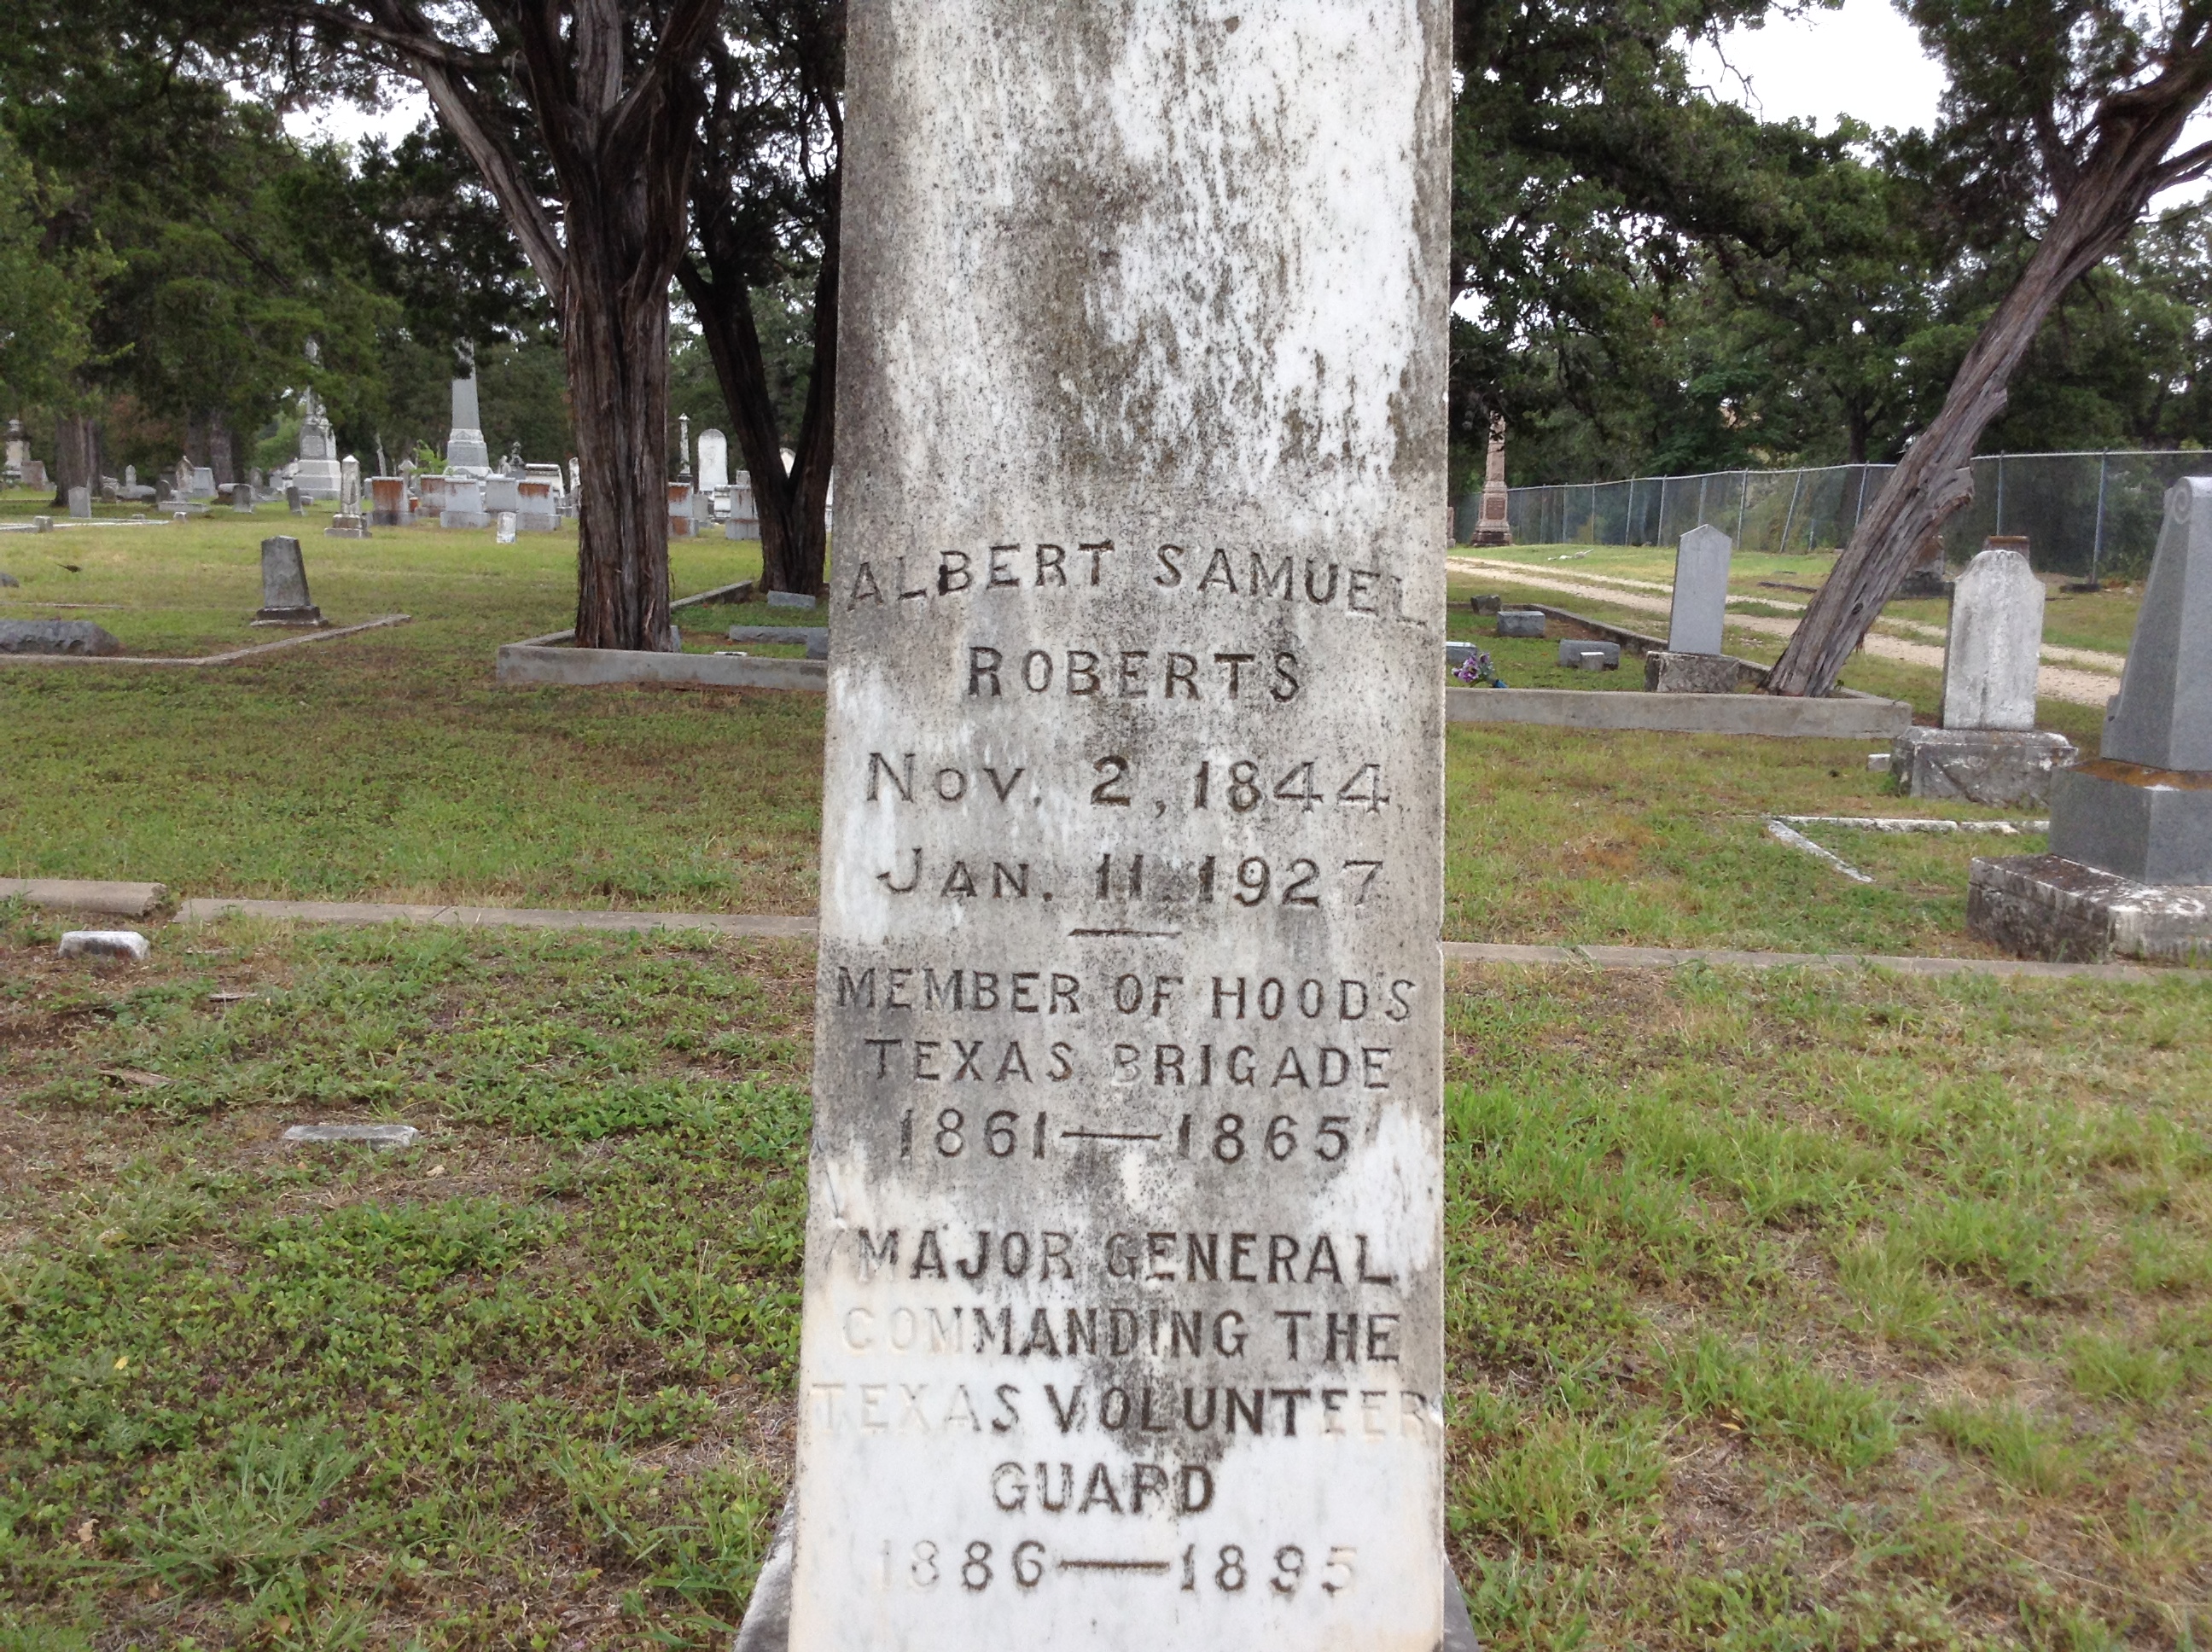 ALBERT SAMUEL
ROBERTS
NOV. 2, 1844
JAN. 11. 1927
MEMBER OF HOOD'S
TEXAS BRIGADE
1861—1865
MAJOR GENERAL
COMMANDING THE
TEXAS VOLUNTEER
GUARD
1886—1895